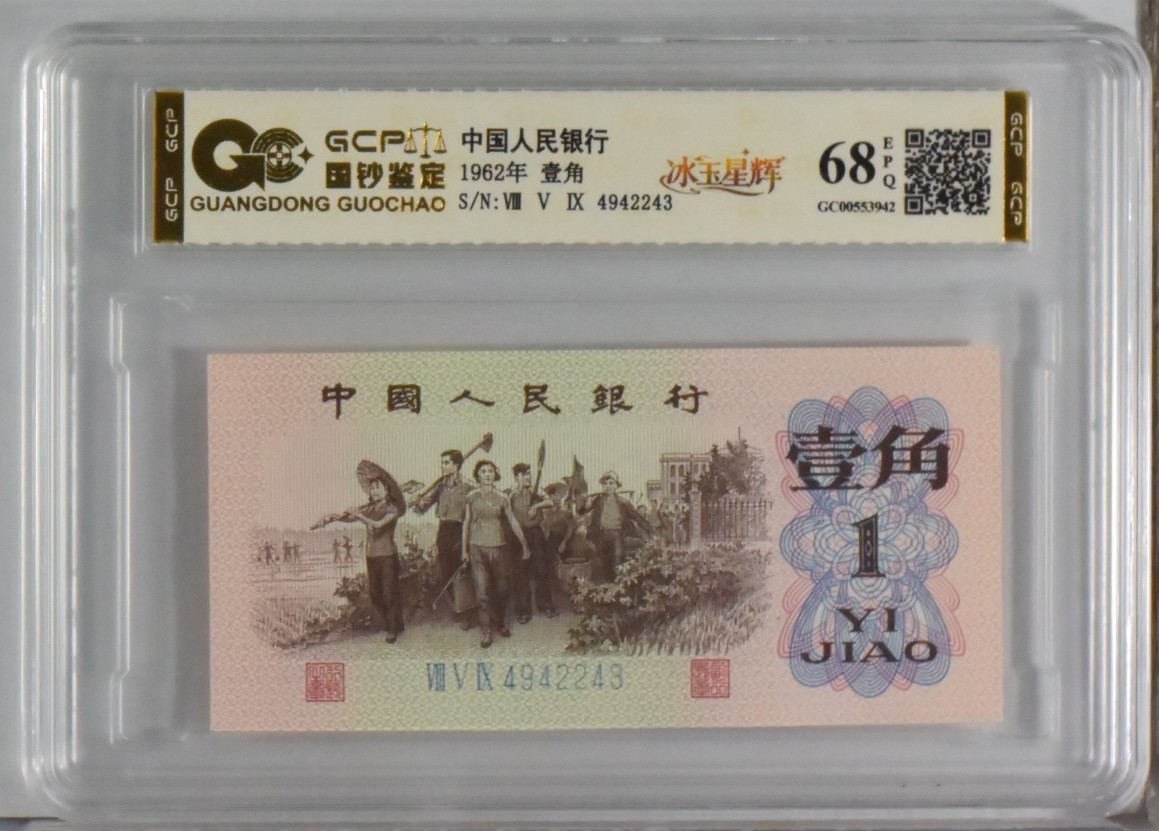 GCP
GCP
GCP
国钞鉴定
GUANGDONG GUOCHAO
中国人民银行
1962年 壹角
S/N:Ⅷ Ⅴ Ⅸ 4942243
冰玉星辉
68
EPQ
GC00553942
GCP
GCP
中國人民銀行
壹角
1
YI
JIAO
Ⅷ Ⅴ Ⅸ 4942243